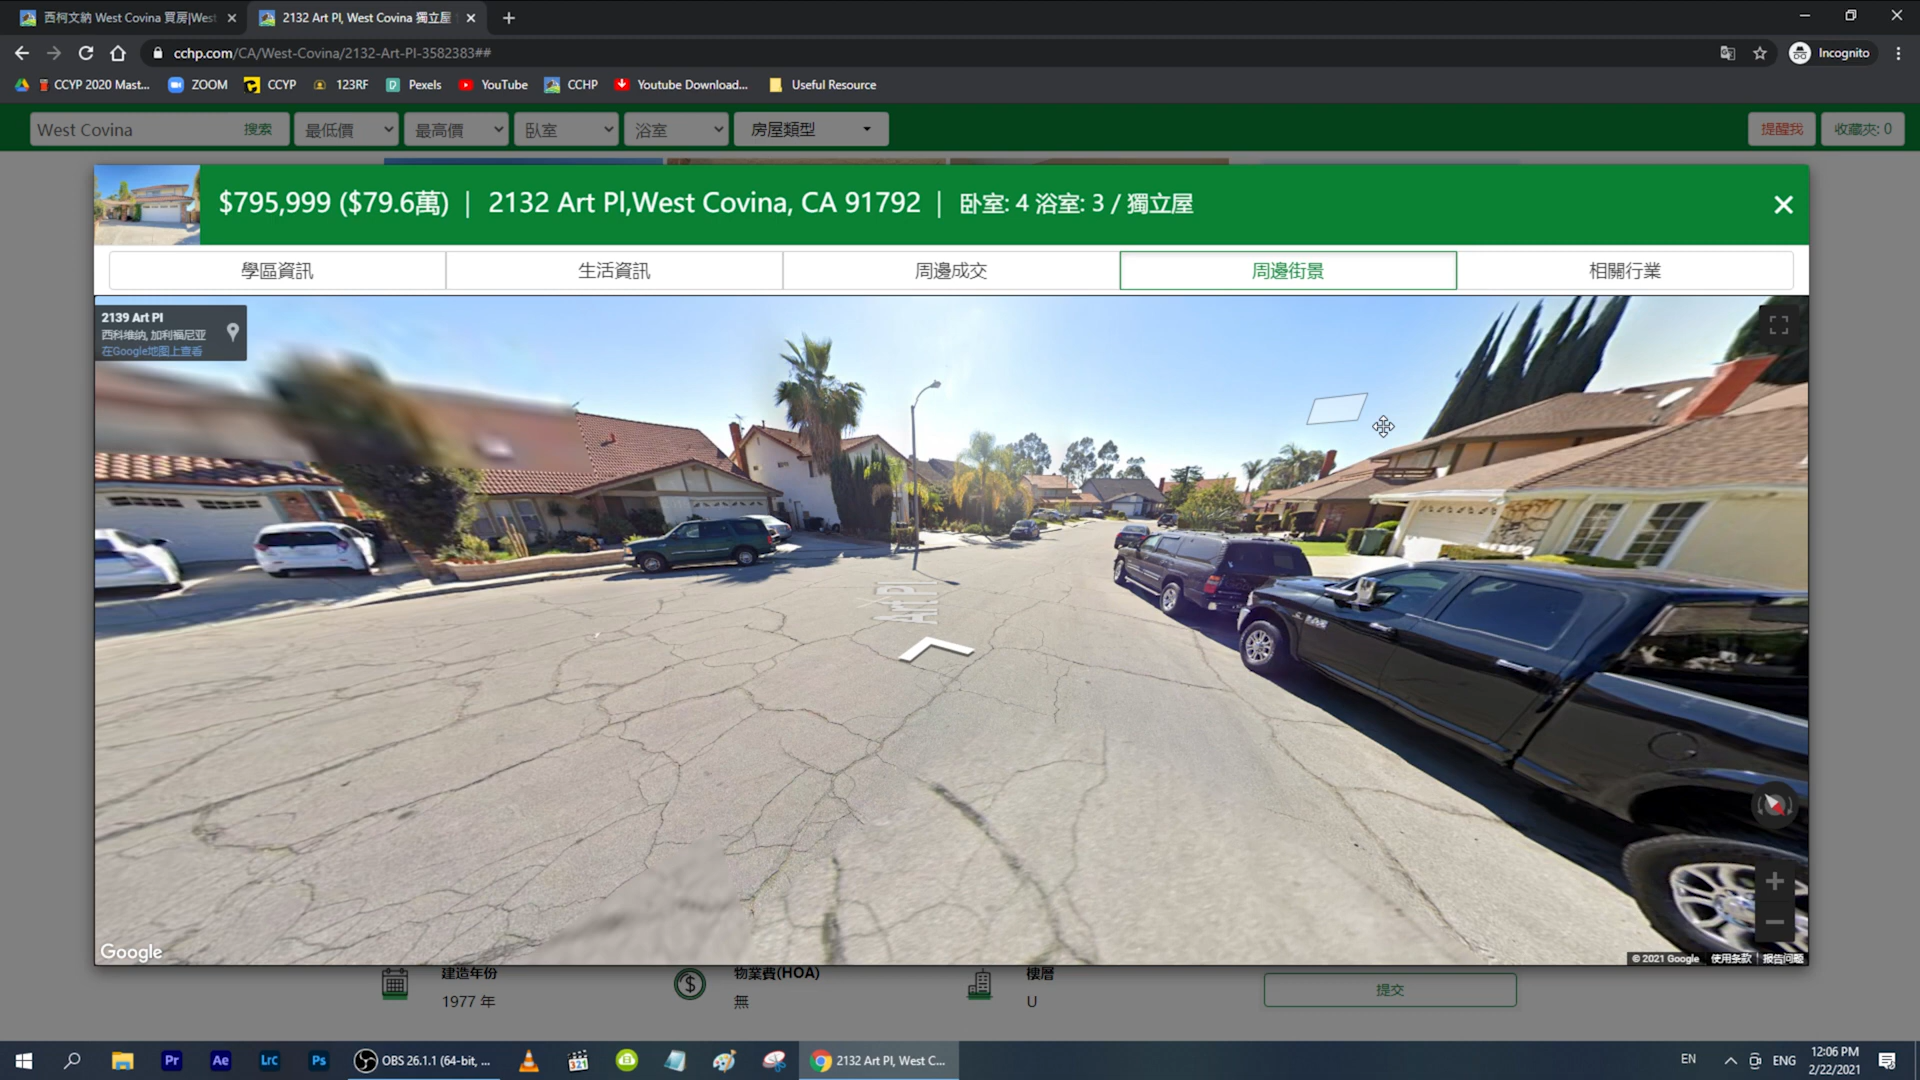 西柯文納 West Covina 買房|West
2132 Art Pl, West Covina 獨立屋
cchp.com/CA/West-Covina/2132-Art-Pl-3582383##
Incognito
CCYP 2020 Mast...
ZOOM
CCYP
123RF
Pexels
YouTube
CCHP
Youtube Download...
Useful Resource
West Covina
搜索
最低價
最高價
臥室
浴室
房屋類型
提醒我
收藏夾: 0
$795,999 ($79.6萬) | 2132 Art Pl,West Covina, CA 91792 | 卧室: 4 浴室: 3 / 獨立屋
學區資訊
生活資訊
周邊成交
周邊街景
相關行業
2139 Art Pl
西科维纳, 加利福尼亚
在Google地图上查看
Art Pl
Google
© 2021 Google
使用条款
报告问题
建造年份
1977 年
物業費(HOA)
無
樓層
U
提交
Pr
Ae
Lrc
Ps
OBS 26.1.1 (64-bit, ...
321
2132 Art Pl, West C...
EN
ENG
12:06 PM
2/22/2021